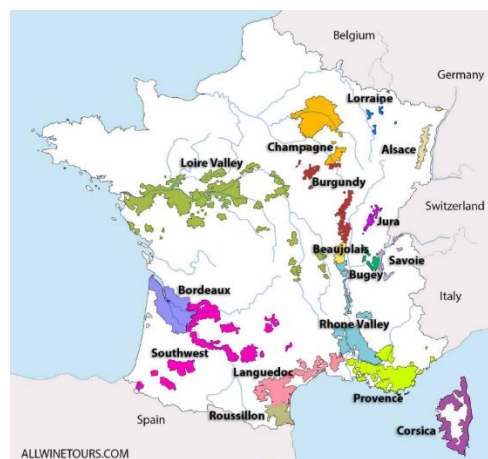 Belgium
Germany
Lorraine
Champagne
Alsace
Loire Valley
Burgundy
Switzerland
Jura
Beaujolais
Savoie
Bugey
Bordeaux
Italy
Rhone Valley
Southwest
Languedoc
Provence
Roussillon
Spain
Corsica
ALLWINETOURS.COM